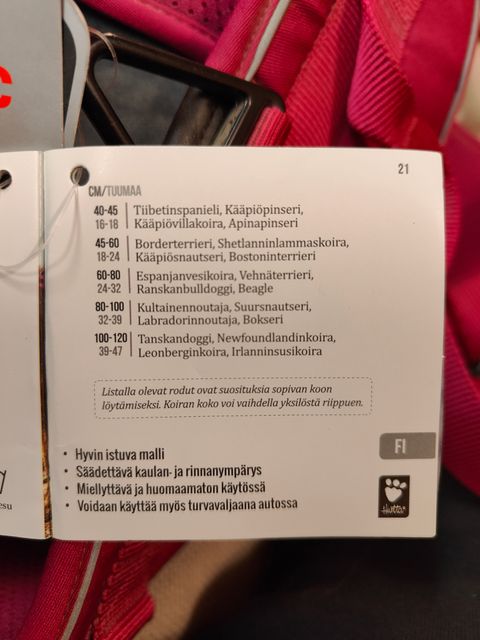 C
21
CM/TUUMAA
40-45 Tiibetinspanieli, Kääpiöpinseri,
16-18 Kääpiövillakoira, Apinapinseri
45-60 Borderterrieri, Shetlanninlammaskoira,
18-24 Kääpiösnautseri, Bostoninterrieri
60-80 Espanjanvesikoira, Vehnäterrieri,
24-32 Ranskanbulldoggi, Beagle
80-100 Kultainennoutaja, Suursnautseri,
32-39 Labradorinnoutaja, Bokseri
100-120 Tanskandoggi, Newfoundlandinkoira,
39-47 Leonberginkoira, Irlanninsusikoira
Listalla olevat rodut ovat suosituksia sopivan koon
löytämiseksi. Koiran koko voi vaihdella yksilöstä riippuen.
FI
• Hyvin istuva malli
• Säädettävä kaulan- ja rinnanympärys
• Miellyttävä ja huomaamaton käytössä
• Voidaan käyttää myös turvavaljaana autossa
Hurtta
esu